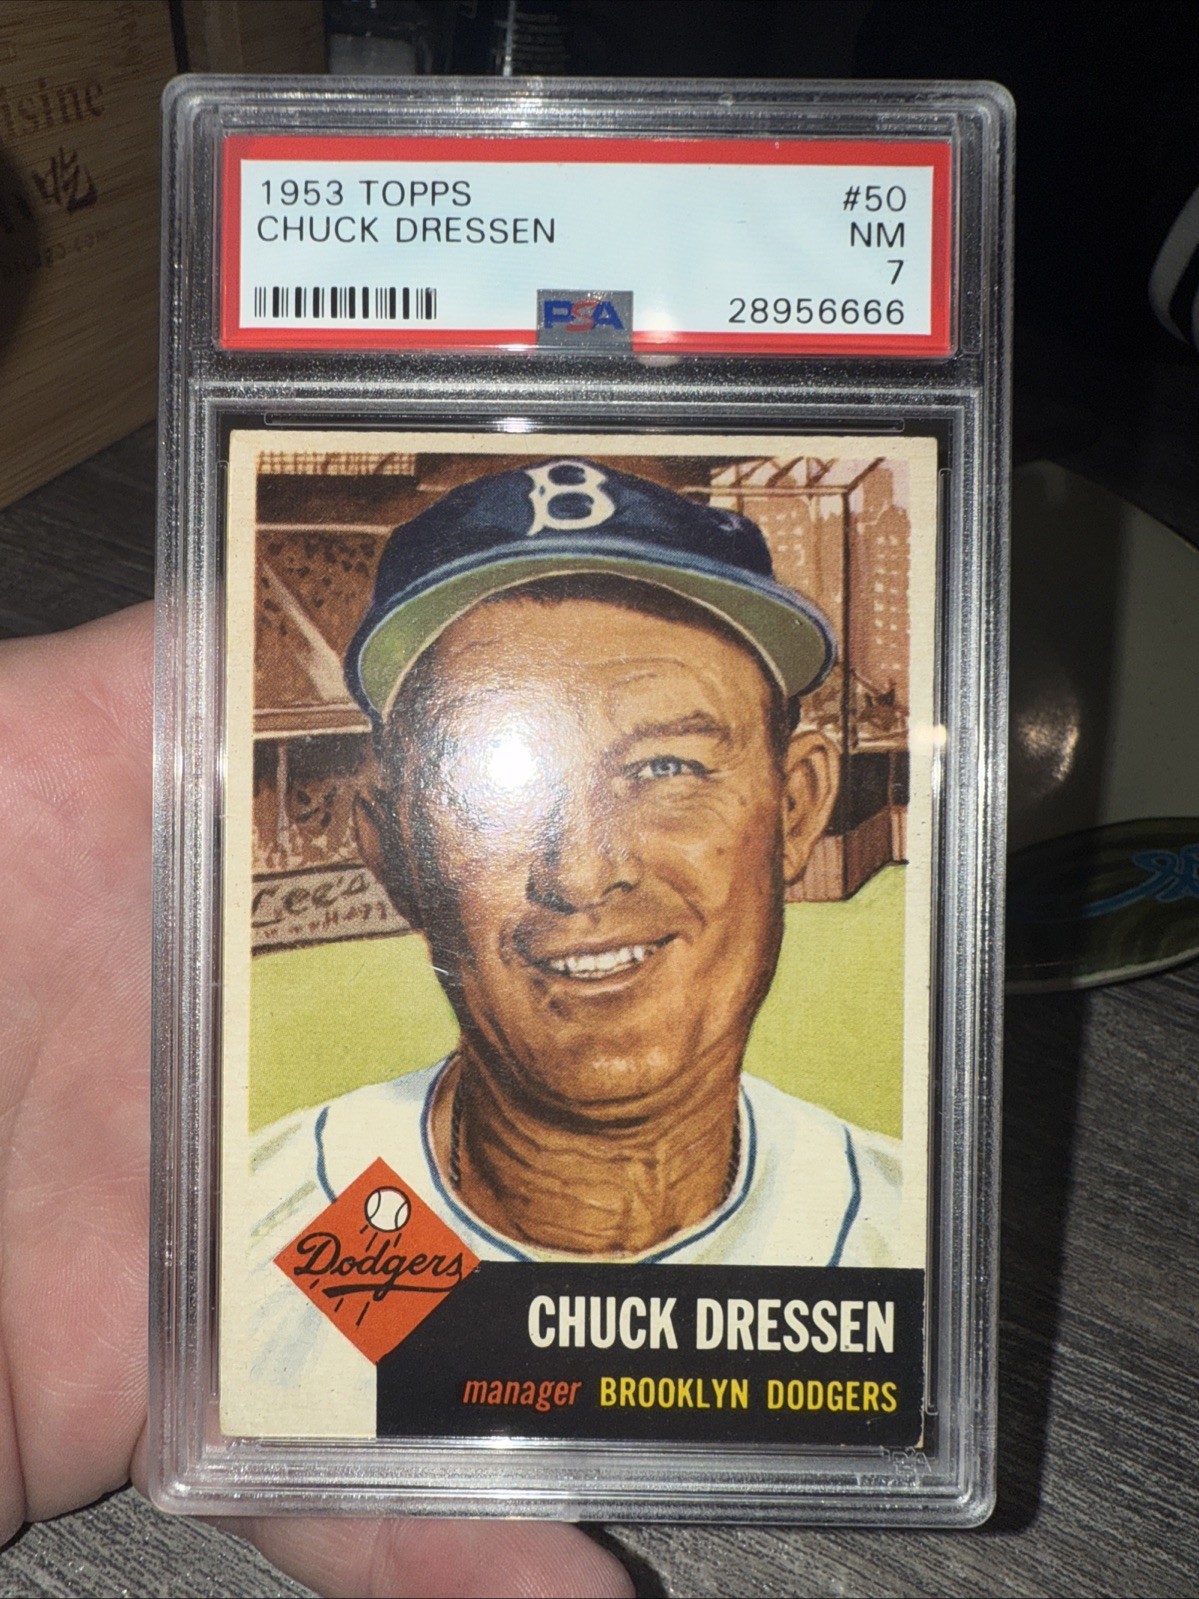 1953 TOPPS
#50
CHUCK DRESSEN
NM
7
PSA
28956666
B
Lee's
Dodgers
CHUCK DRESSEN
manager BROOKLYN DODGERS